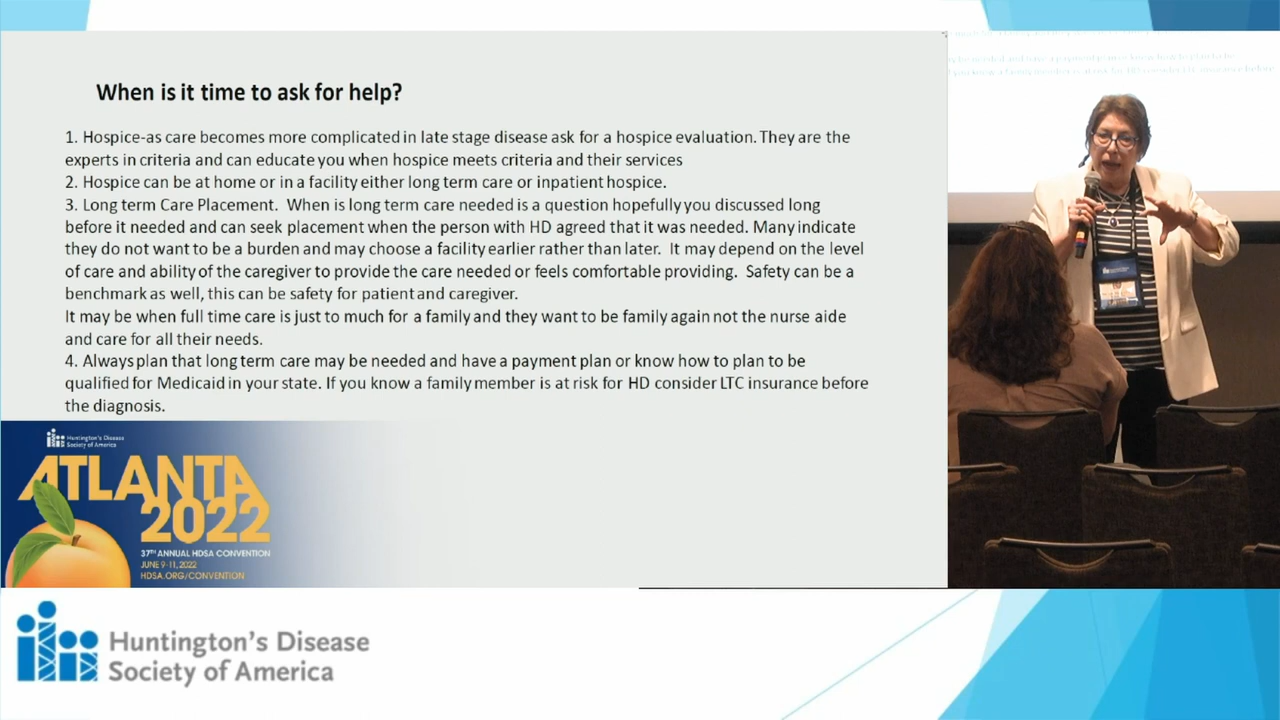 When is it time to ask for help?
1. Hospice-as care becomes more complicated in late stage disease ask for a hospice evaluation. They are the
experts in criteria and can educate you when hospice meets criteria and their services
2. Hospice can be at home or in a facility either long term care or inpatient hospice.
3. Long term Care Placement.  When is long term care needed is a question hopefully you discussed long
before it needed and can seek placement when the person with HD agreed that it was needed. Many indicate
they do not want to be a burden and may choose a facility earlier rather than later.  It may depend on the level
of care and ability of the caregiver to provide the care needed or feels comfortable providing.  Safety can be a
benchmark as well, this can be safety for patient and caregiver.
It may be when full time care is just to much for a family and they want to be family again not the nurse aide
and care for all their needs.
4. Always plan that long term care may be needed and have a payment plan or know how to plan to be
qualified for Medicaid in your state. If you know a family member is at risk for HD consider LTC insurance before
the diagnosis.
Huntington's Disease
Society of America
ATLANTA
2022
37TH ANNUAL HDSA CONVENTION
JUNE 9-11, 2022
HDSA.ORG/CONVENTION
Huntington's Disease
Society of America